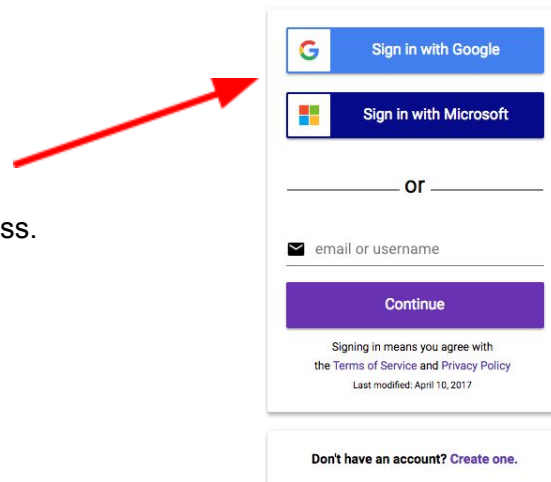 Sign in with Google
Sign in with Microsoft
or
ss.
email or username
Continue
Signing in means you agree with
the Terms of Service and Privacy Policy
Last modified: April 10, 2017
Don't have an account? Create one.